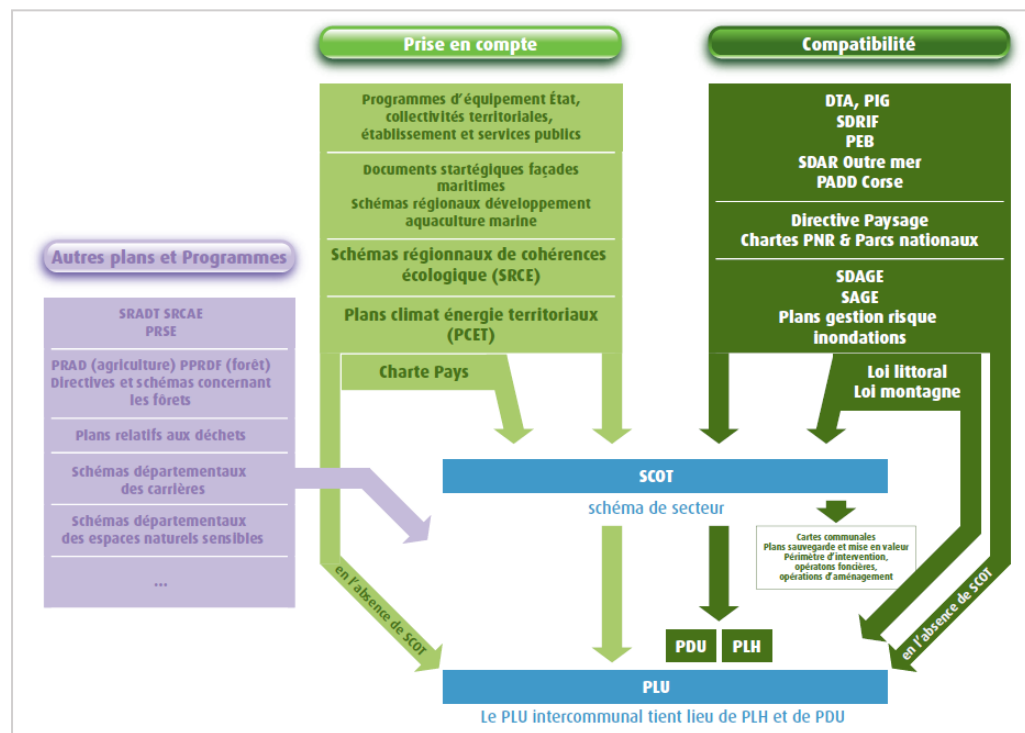 Prise en compte
Programmes d'équipement État,
collectivités territoriales,
établissement et services publics
Documents startégiques façades
maritimes
Schémas régionaux développement
aquaculture marine
Schémas régionnaux de cohérences
écologique (SRCE)
Plans climat énergie territoriaux
(PCET)
Charte Pays
Compatibilité
DTA, PIG
SDRIF
PEB
SDAR Outre mer
PADD Corse
Directive Paysage
Chartes PNR & Parcs nationaux
SDAGE
SAGE
Plans gestion risque
inondations
Loi littoral
Loi montagne
Autres plans et Programmes
SRADT SRCAE
PRSE
PRAD (agriculture) PPRDF (forêt)
Directives et schémas concernant
les fôrets
Plans relatifs aux déchets
Schémas départementaux
des carrières
Schémas départementaux
des espaces naturels sensibles
...
SCOT
schéma de secteur
Cartes communales
Plans sauvegarde et mise en valeur
Périmètre d'intervention,
opératons foncières,
opérations d'aménagement
en l'absence de SCOT
en l'absence de SCOT
PDU
PLH
PLU
Le PLU intercommunal tient lieu de PLH et de PDU